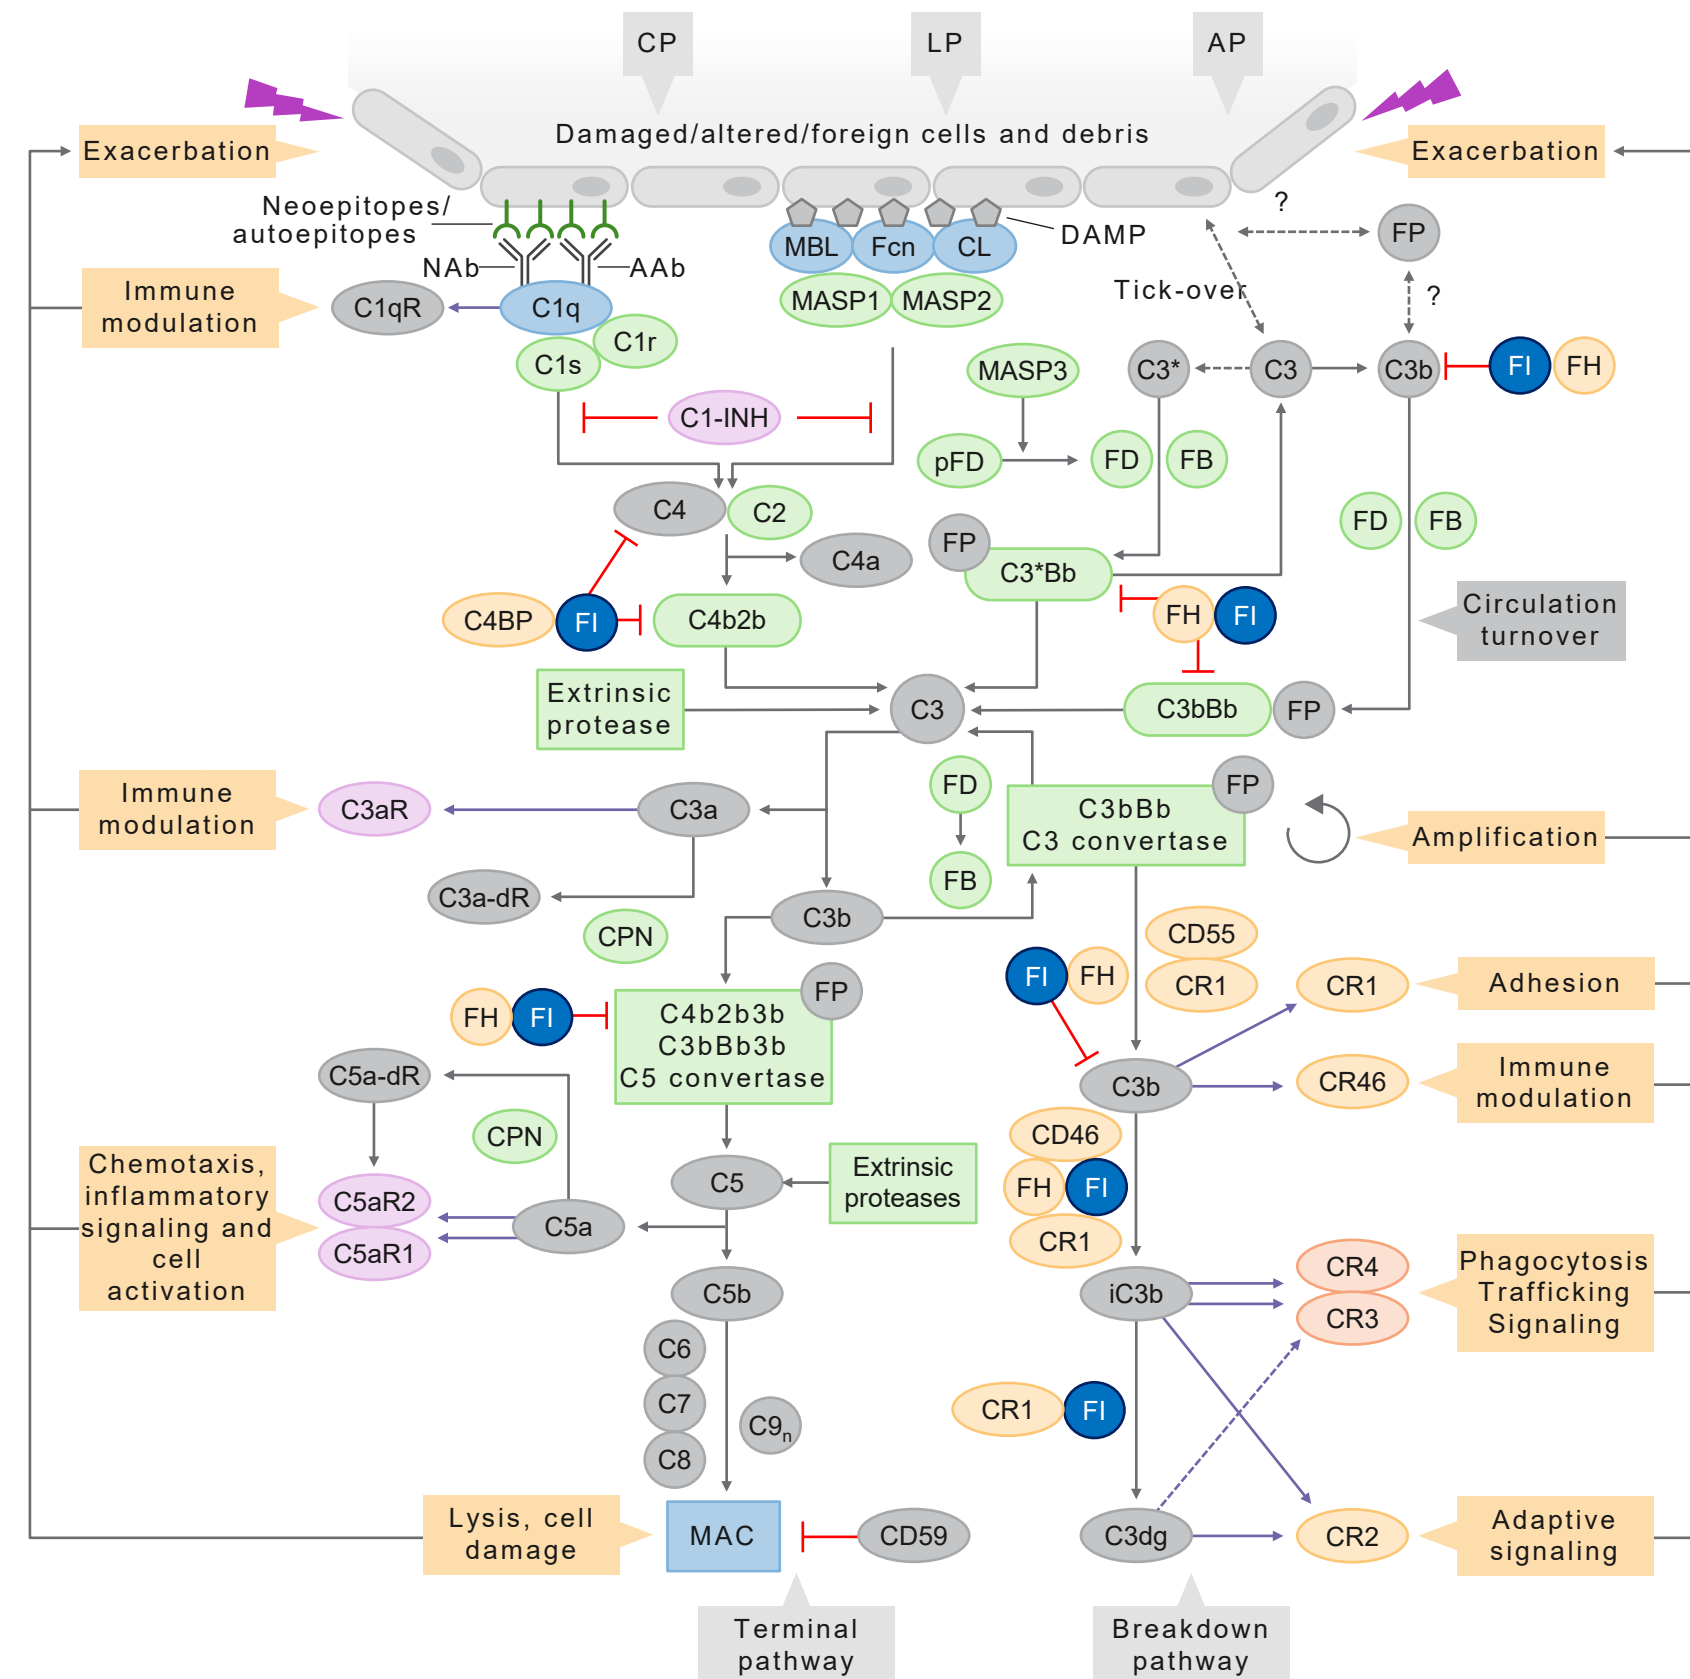 CP
LP
AP
Damaged/altered/foreign cells and debris
Exacerbation
Exacerbation
Neoepitopes/
autoepitopes
NAb
AAb
MBL
Fcn
CL
DAMP
MASP1
MASP2
?
FP
?
Tick-over
Immune
modulation
C1qR
C1q
C1r
C1s
C1-INH
MASP3
C3*
C3
C3b
FI
FH
pFD
FD
FB
FD
FB
C4
C2
C4a
FP
C3*Bb
C4BP
FI
C4b2b
FH
FI
Circulation
turnover
Extrinsic
protease
C3
C3bBb
FP
Immune
modulation
C3aR
C3a
FD
FB
FP
C3bBb
C3 convertase
Amplification
C3a-dR
CPN
C3b
CD55
CR1
FI
FH
CR1
Adhesion
FH
FI
FP
C4b2b3b
C3bBb3b
C5 convertase
C3b
CR46
Immune
modulation
C5a-dR
CPN
C5
Extrinsic
proteases
CD46
FH
FI
CR1
Chemotaxis,
inflammatory
signaling and
cell
activation
C5aR2
C5aR1
C5a
C5b
iC3b
CR4
CR3
Phagocytosis
Trafficking
Signaling
C6
C7
C8
C9n
CR1
FI
Lysis, cell
damage
MAC
CD59
C3dg
CR2
Adaptive
signaling
Terminal
pathway
Breakdown
pathway